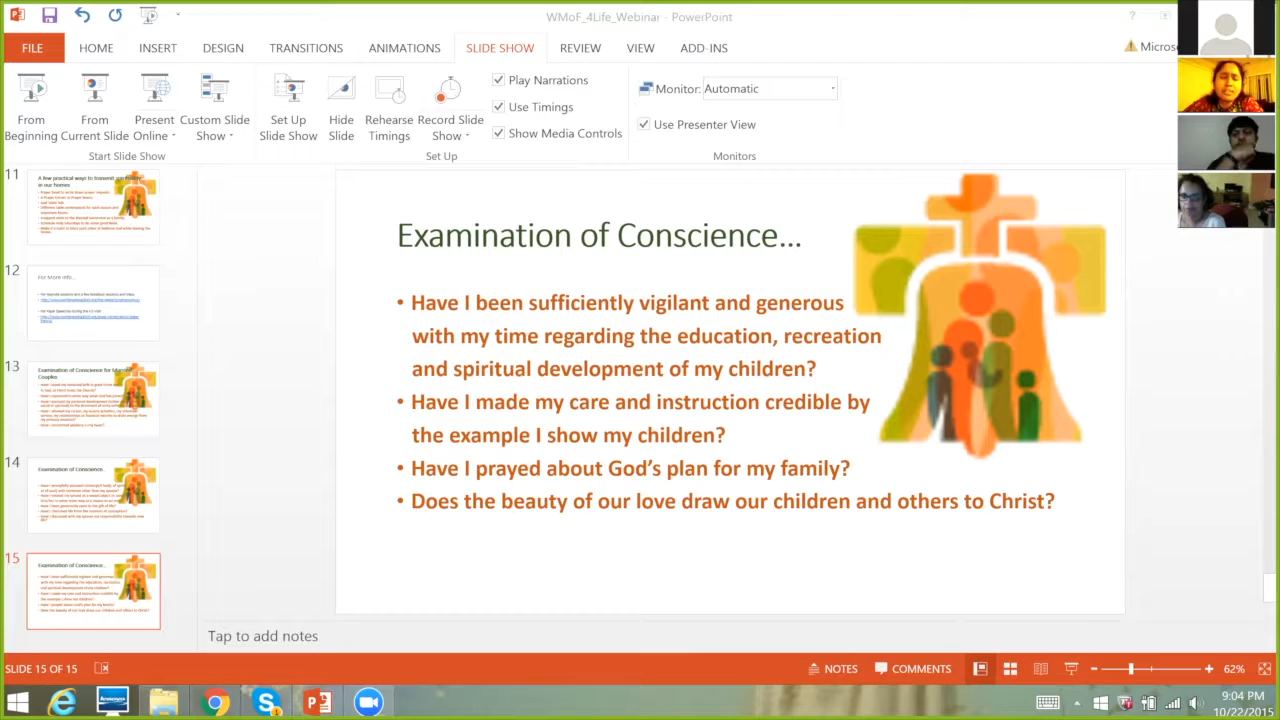 WMoF_4Life_Webinar - PowerPoint
FILE HOME INSERT DESIGN TRANSITIONS ANIMATIONS SLIDE SHOW REVIEW VIEW ADD-INS
Micros
From Beginning
From Current Slide
Present Online
Custom Slide Show
Start Slide Show
Set Up Slide Show
Hide Slide
Rehearse Timings
Record Slide Show
Play Narrations
Use Timings
Show Media Controls
Set Up
Monitor: Automatic
Use Presenter View
Monitors
11
A few practical ways to transmit
in our homes
12
For More info...
13
Examination of Conscience for
Couples
14
Examination of Conscience...
15
Examination of Conscience...
Examination of Conscience...
• Have I been sufficiently vigilant and generous
with my time regarding the education, recreation
and spiritual development of my children?
• Have I made my care and instruction credible by
the example I show my children?
• Have I prayed about God's plan for my family?
• Does the beauty of our love draw our children and others to Christ?
Tap to add notes
SLIDE 15 OF 15
NOTES
COMMENTS
62%
9:04 PM
10/22/2015